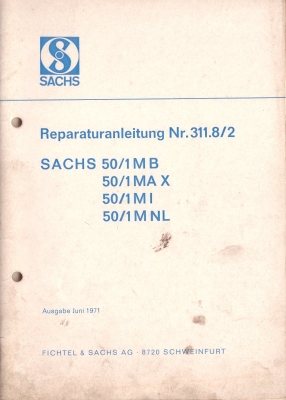 SACHS
Reparaturanleitung Nr. 311.8/2
SACHS 50/1 M B
50/1 MA X
50/1 M I
50/1 M NL
Ausgabe Juni 1971
FICHTEL & SACHS AG · 8720 SCHWEINFURT